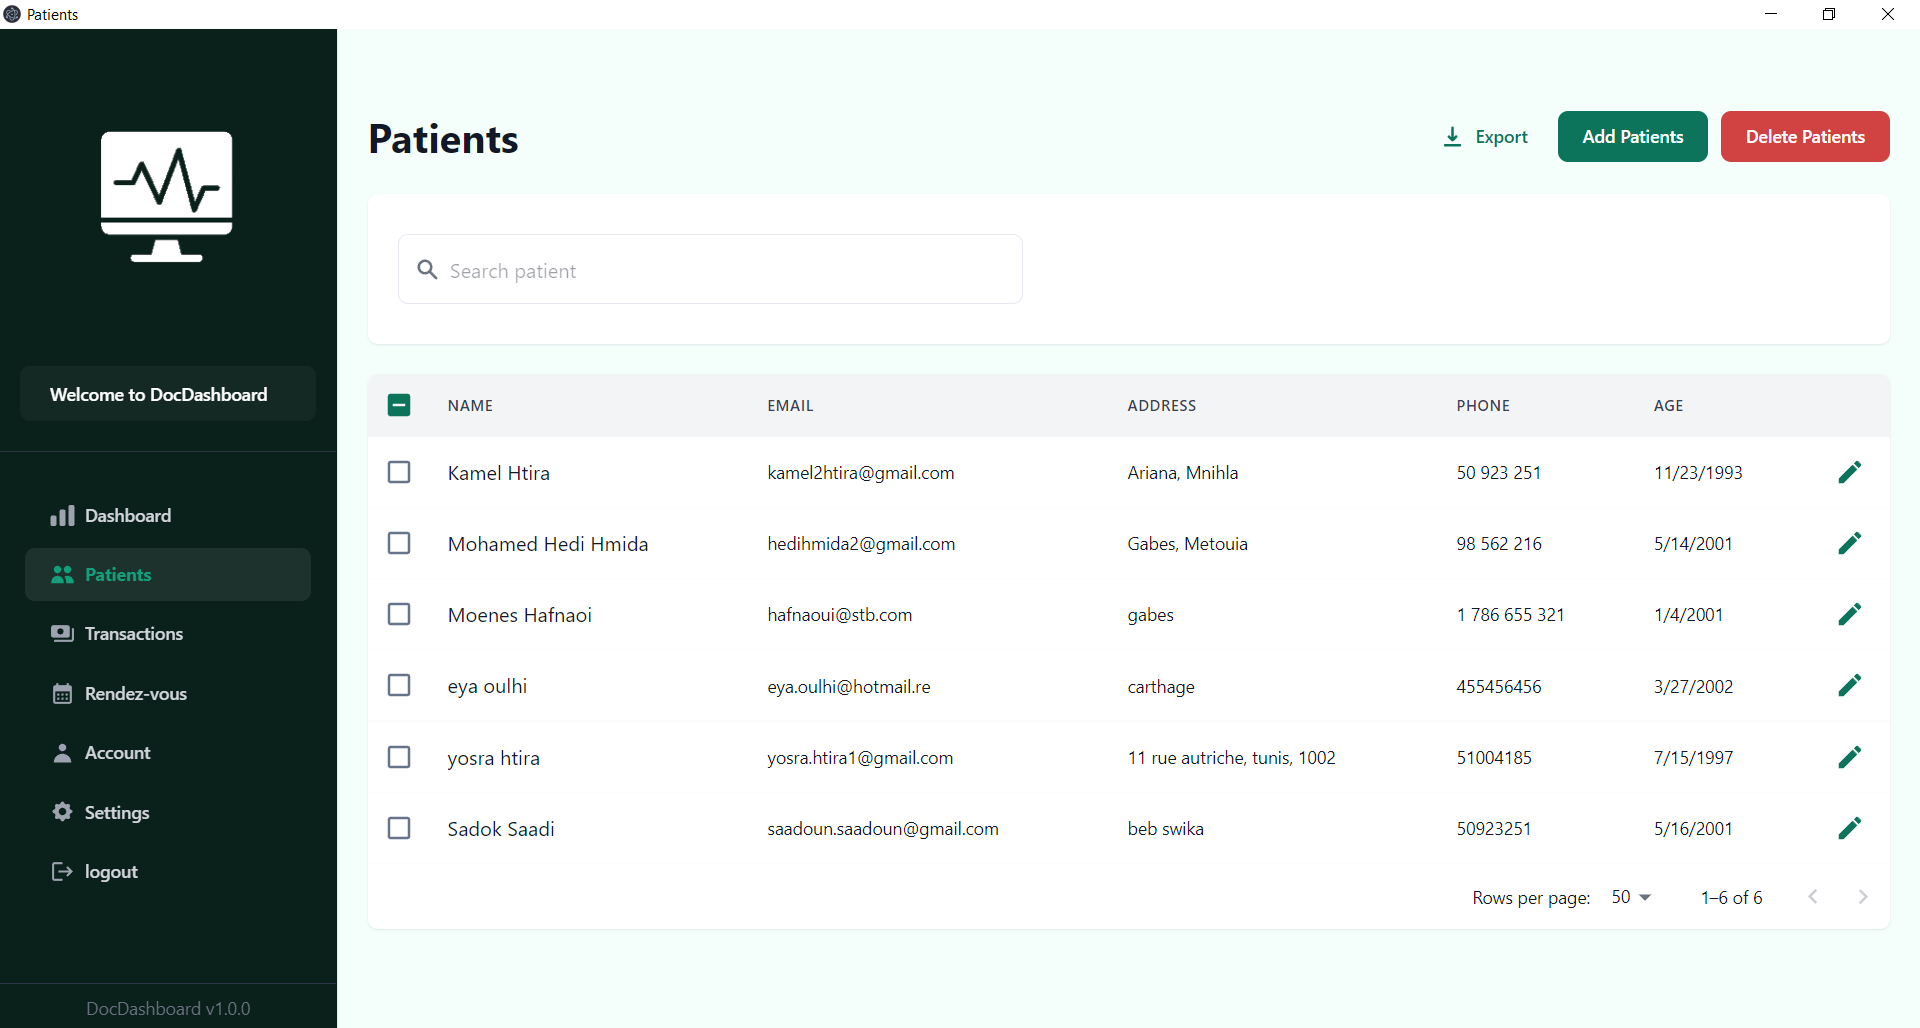 Patients
Welcome to DocDashboard
Dashboard
Patients
Transactions
Rendez-vous
Account
Settings
logout
DocDashboard v1.0.0
Patients
Export
Add Patients
Delete Patients
Search patient
NAME EMAIL ADDRESS PHONE AGE
Kamel Htira kamel2htira@gmail.com Ariana, Mnihla 50 923 251 11/23/1993
Mohamed Hedi Hmida hedihmida2@gmail.com Gabes, Metouia 98 562 216 5/14/2001
Moenes Hafnaoi hafnaoui@stb.com gabes 1 786 655 321 1/4/2001
eya oulhi eya.oulhi@hotmail.re carthage 455456456 3/27/2002
yosra htira yosra.htira1@gmail.com 11 rue autriche, tunis, 1002 51004185 7/15/1997
Sadok Saadi saadoun.saadoun@gmail.com beb swika 50923251 5/16/2001
Rows per page: 50 1–6 of 6